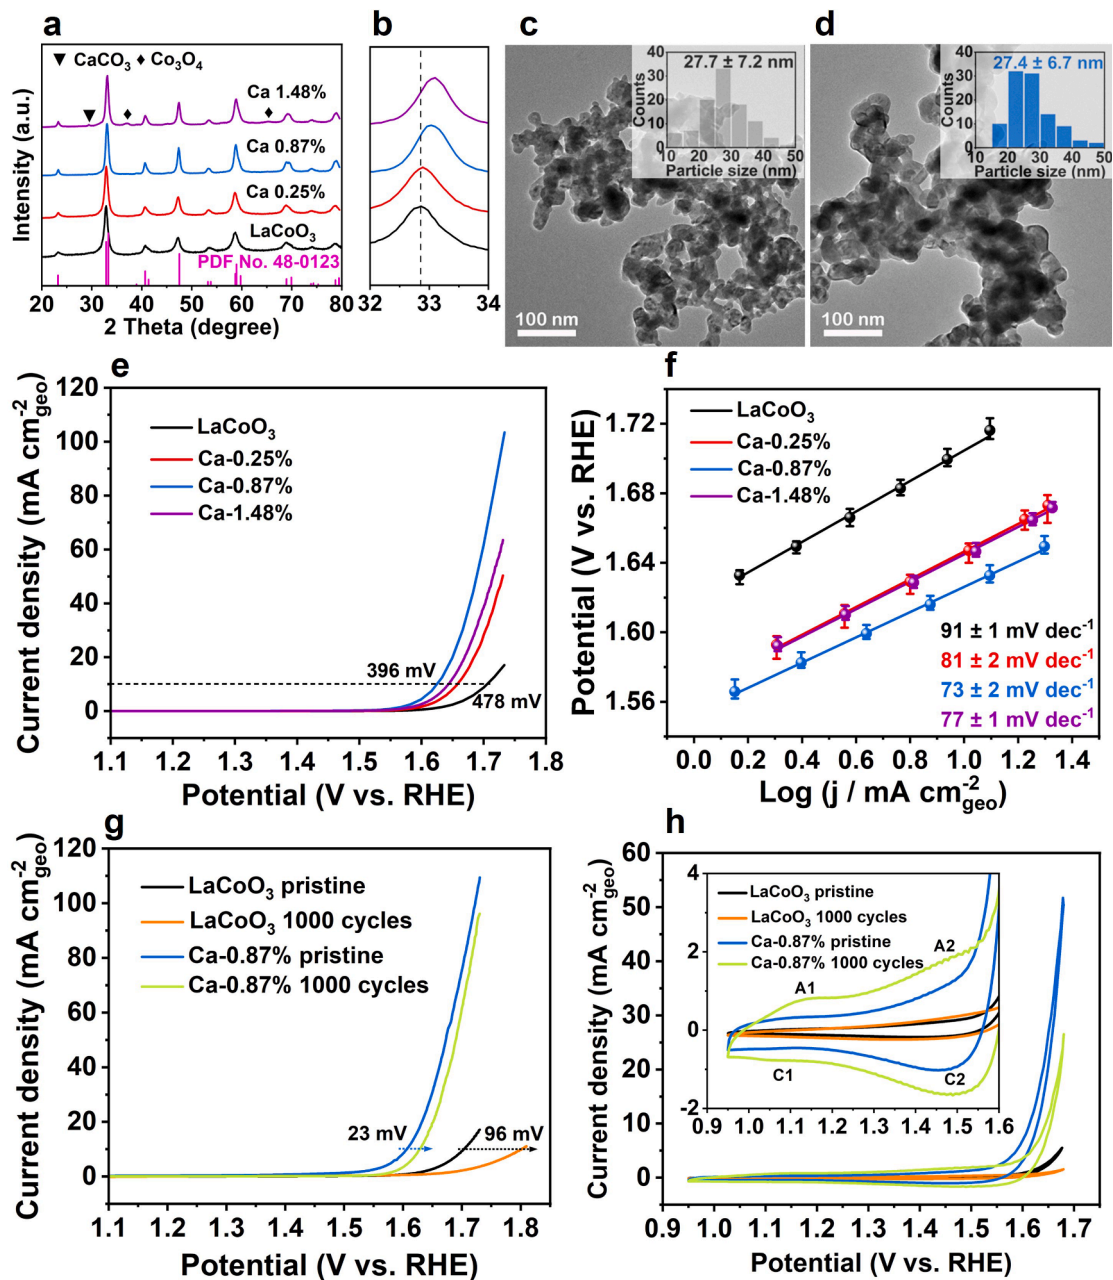 a
▼ CaCO₃ ♦ Co₃O₄
Ca 1.48%
Ca 0.87%
Ca 0.25%
LaCoO₃
PDF No. 48-0123
Intensity (a.u.)
20 30 40 50 60 70 80
2 Theta (degree)
b
32 33 34
c
40
30
20
10
0
Counts
27.7 ± 7.2 nm
10 20 30 40 50
Particle size (nm)
100 nm
d
40
30
20
10
0
Counts
27.4 ± 6.7 nm
10 20 30 40 50
Particle size (nm)
100 nm
e
120
100
80
60
40
20
0
Current density (mA cm⁻²geo)
LaCoO₃
Ca-0.25%
Ca-0.87%
Ca-1.48%
396 mV
478 mV
1.1 1.2 1.3 1.4 1.5 1.6 1.7 1.8
Potential (V vs. RHE)
f
1.72
1.68
1.64
1.60
1.56
Potential (V vs. RHE)
LaCoO₃
Ca-0.25%
Ca-0.87%
Ca-1.48%
91 ± 1 mV dec⁻¹
81 ± 2 mV dec⁻¹
73 ± 2 mV dec⁻¹
77 ± 1 mV dec⁻¹
0.0 0.2 0.4 0.6 0.8 1.0 1.2 1.4
Log (j / mA cm⁻²geo)
g
120
100
80
60
40
20
0
Current density (mA cm⁻²geo)
LaCoO₃ pristine
LaCoO₃ 1000 cycles
Ca-0.87% pristine
Ca-0.87% 1000 cycles
23 mV
96 mV
1.1 1.2 1.3 1.4 1.5 1.6 1.7 1.8
Potential (V vs. RHE)
h
60
50
40
30
20
10
0
Current density (mA cm⁻²geo)
4
2
0
-2
LaCoO₃ pristine
LaCoO₃ 1000 cycles
Ca-0.87% pristine
Ca-0.87% 1000 cycles
A1
A2
C1
C2
0.9 1.0 1.1 1.2 1.3 1.4 1.5 1.6
0.9 1.0 1.1 1.2 1.3 1.4 1.5 1.6 1.7
Potential (V vs. RHE)